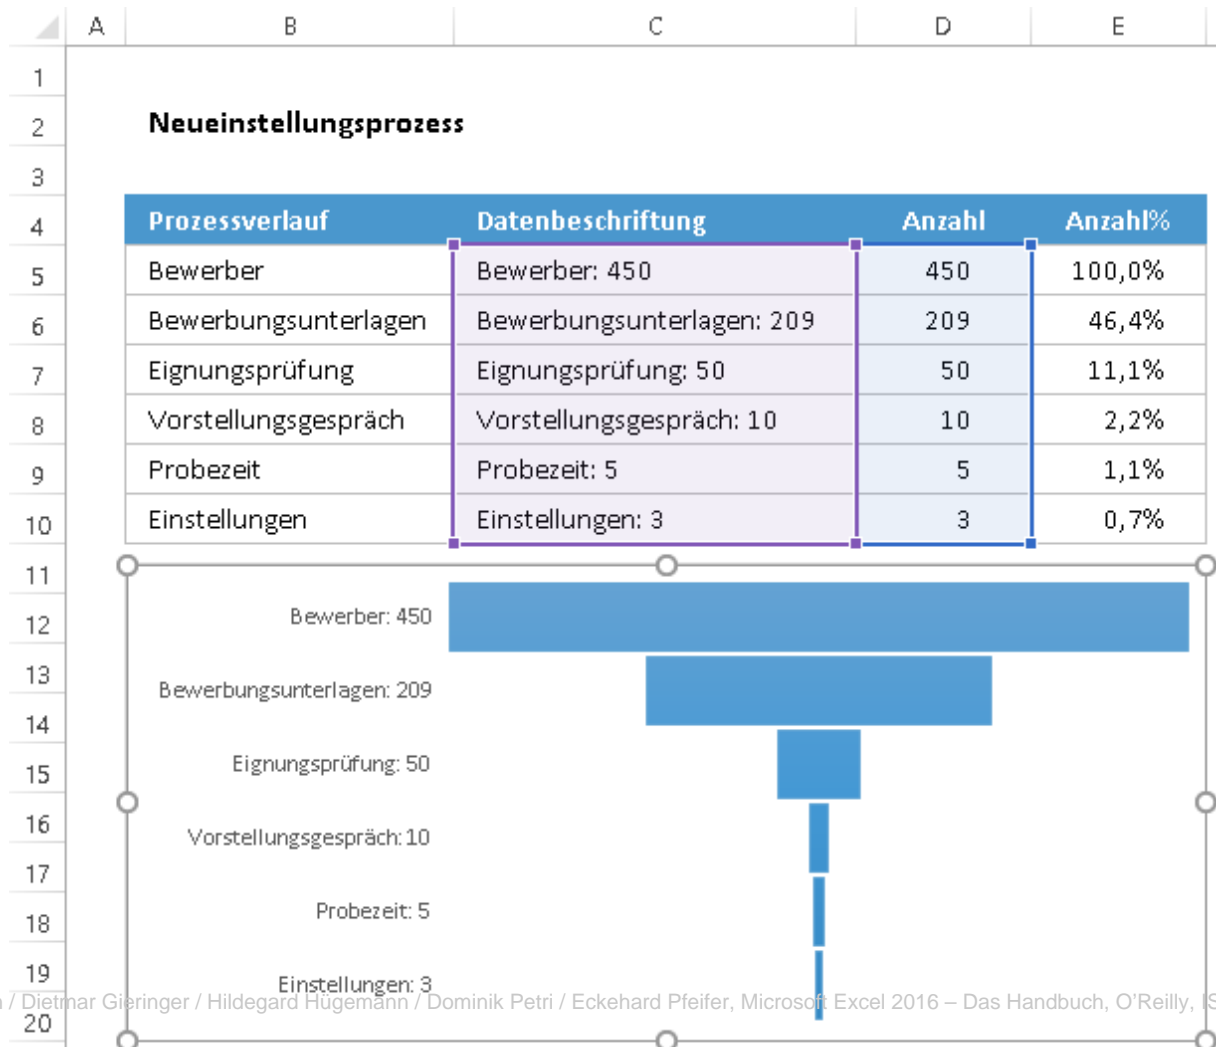 A B C D E
1
2 Neueinstellungsprozess
3
4 Prozessverlauf Datenbeschriftung Anzahl Anzahl%
5 Bewerber Bewerber: 450 450 100,0%
6 Bewerbungsunterlagen Bewerbungsunterlagen: 209 209 46,4%
7 Eignungsprüfung Eignungsprüfung: 50 50 11,1%
8 Vorstellungsgespräch Vorstellungsgespräch: 10 10 2,2%
9 Probezeit Probezeit: 5 5 1,1%
10 Einstellungen Einstellungen: 3 3 0,7%
11
12 Bewerber: 450
13 Bewerbungsunterlagen: 209
14
15 Eignungsprüfung: 50
16 Vorstellungsgespräch: 10
17
18 Probezeit: 5
19 Einstellungen: 3
/ Dietmar Gieringer / Hildegard Hügemann / Dominik Petri / Eckehard Pfeifer, Microsoft Excel 2016 – Das Handbuch, O'Reilly,
20